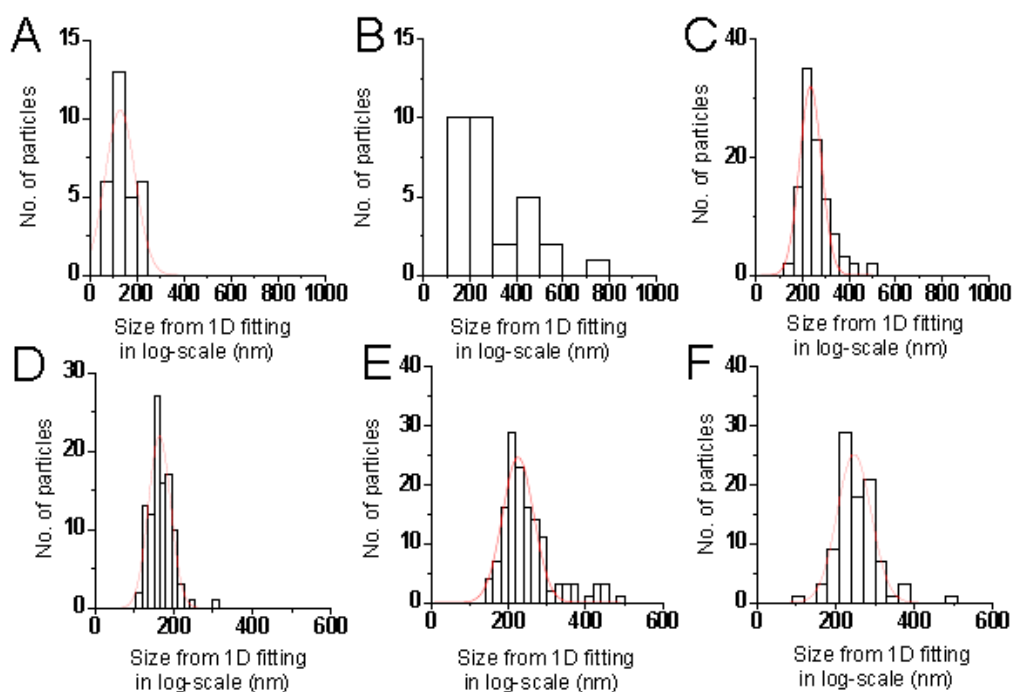 A
15
10
5
0
0 200 400 600 800 1000
No. of particles
Size from 1D fitting
in log-scale (nm)
B
15
10
5
0
0 200 400 600 800 1000
No. of particles
Size from 1D fitting
in log-scale (nm)
C
40
20
0
0 200 400 600 800 1000
No. of particles
Size from 1D fitting
in log-scale (nm)
D
30
20
10
0
0 200 400 600
No. of particles
Size from 1D fitting
in log-scale (nm)
E
40
30
20
10
0
0 200 400 600
No. of particles
Size from 1D fitting
in log-scale (nm)
F
40
30
20
10
0
0 200 400 600
No. of particles
Size from 1D fitting
in log-scale (nm)